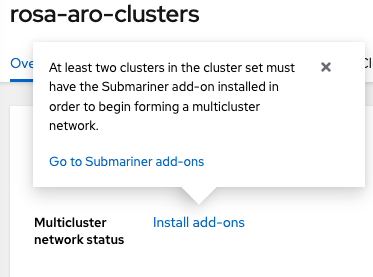 rosa-aro-clusters
Ove
Cl
At least two clusters in the cluster set must
have the Submariner add-on installed in
order to begin forming a multicluster
network.
Go to Submariner add-ons
Multicluster Install add-ons
network status